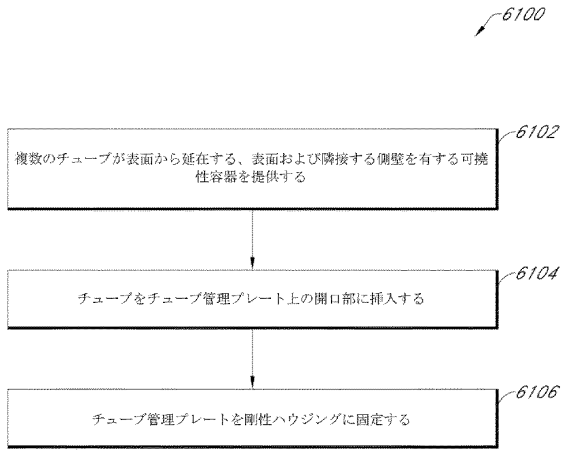 6100
6102
複数のチューブが表面から延在する、表面および隣接する側壁を有する可撓
性容器を提供する
6104
チューブをチューブ管理プレート上の開口部に挿入する
6106
チューブ管理プレートを剛性ハウジングに固定する